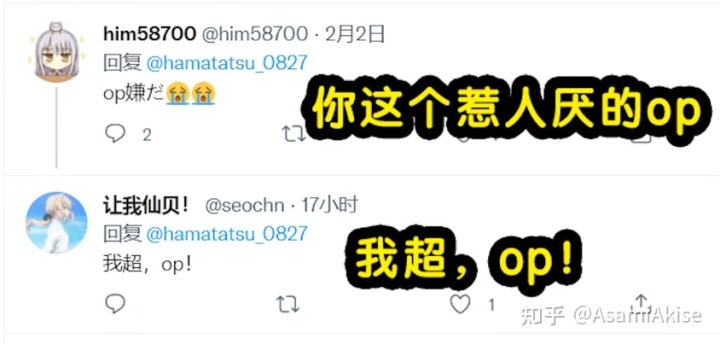 him58700 @him58700 · 2月2日
回复 @hamatatsu_0827
op嫌だ😭😭
你这个惹人厌的op
2
让我仙贝! @seochn · 17小时
回复 @hamatatsu_0827
我超，op!
我超，op!
1
知乎 @AsamiAkise